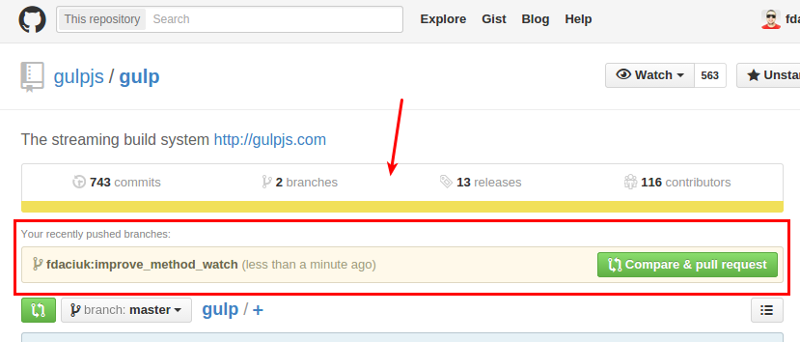 This repository Search Explore Gist Blog Help
gulpjs / gulp Watch 563
The streaming build system http://gulpjs.com
743 commits 2 branches 13 releases 116 contributors
Your recently pushed branches:
fdaciuk:improve_method_watch (less than a minute ago) Compare & pull request
branch: master gulp / +